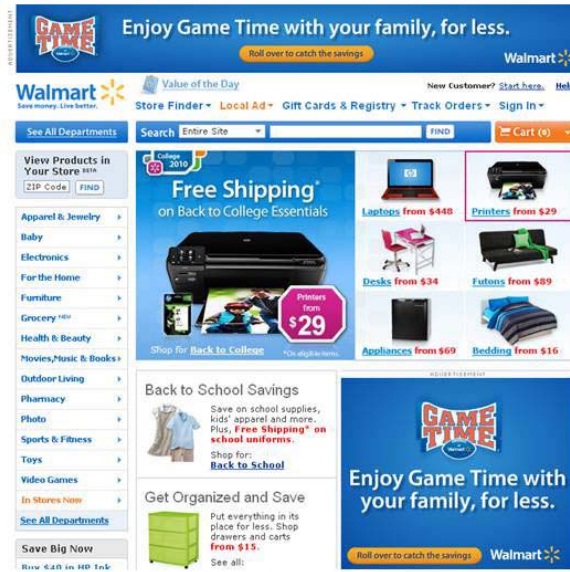 ADVERTISEMENT
GAME
TIME
Enjoy Game Time with your family, for less.
Roll over to catch the savings
Walmart
Walmart
Save money. Live better.
Value of the Day
New Customer? Start here. Hel
Store Finder Local Ad Gift Cards & Registry Track Orders Sign In
See All Departments
Search Entire Site FIND
Cart (0)
View Products in
Your Store BETA
ZIP Code FIND
Apparel & Jewelry
Baby
Electronics
For the Home
Furniture
Grocery NEW
Health & Beauty
Movies,Music & Books
Outdoor Living
Pharmacy
Photo
Sports & Fitness
Toys
Video Games
In Stores Now
See All Departments
Save Big Now
Buy $40 in HP Ink
College
2010
Free Shipping*
on Back to College Essentials
Printers
from
$29
Shop for Back to College
*On eligible items.
Laptops from $448
Printers from $29
Desks from $34
Futons from $89
Appliances from $69
Bedding from $16
Back to School Savings
Save on school supplies,
kids' apparel and more.
Plus, Free Shipping* on
school uniforms.
Shop for:
Back to School
Get Organized and Save
Put everything in its
place for less. Shop
drawers and carts
from $15.
See all:
ADVERTISEMENT
GAME
TIME
Enjoy Game Time with
your family, for less.
Roll over to catch the savings
Walmart